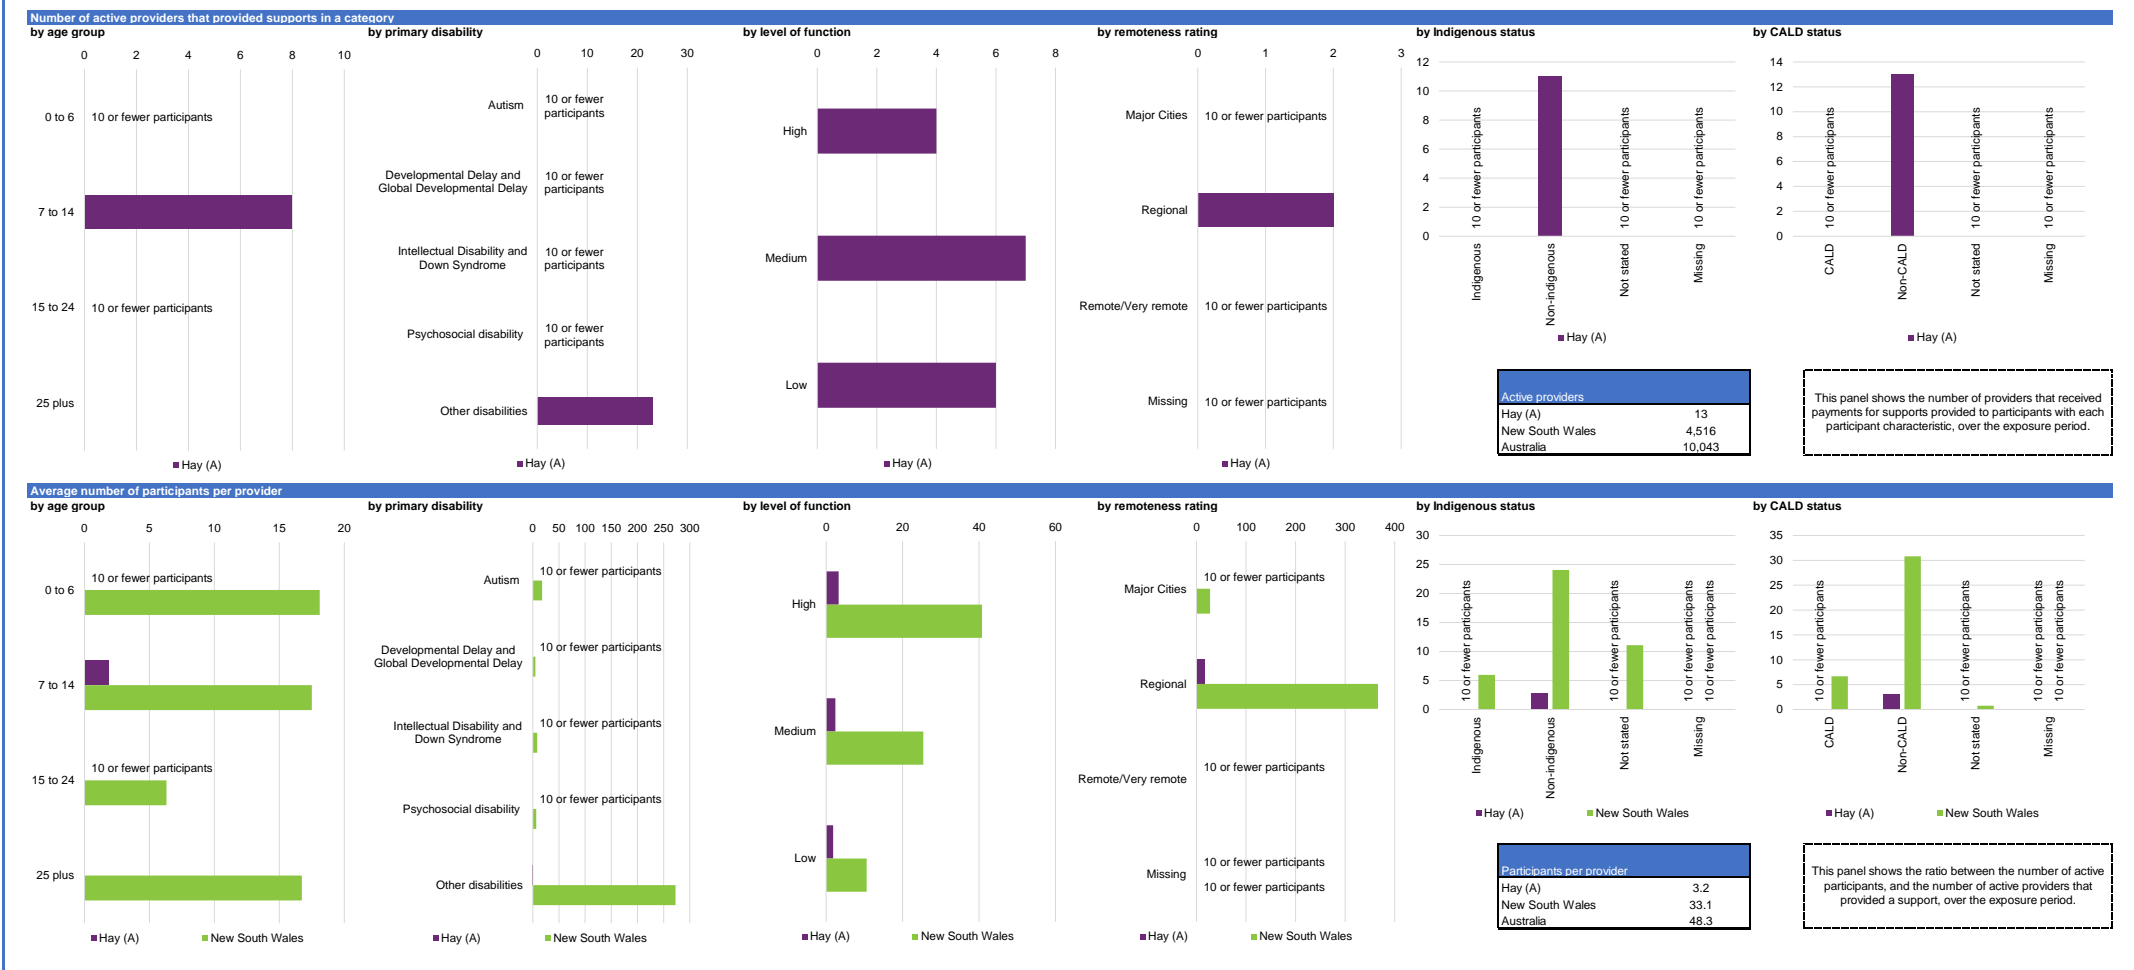 Number of active providers that provided supports in a category
by age group
0 2 4 6 8 10
0 to 6
10 or fewer participants
7 to 14
15 to 24
10 or fewer participants
25 plus
Hay (A)
by primary disability
0 10 20 30
Autism
10 or fewer
participants
Developmental Delay and
Global Developmental Delay
10 or fewer
participants
Intellectual Disability and
Down Syndrome
10 or fewer
participants
Psychosocial disability
10 or fewer
participants
Other disabilities
Hay (A)
by level of function
0 2 4 6 8
High
Medium
Low
Hay (A)
by remoteness rating
0 1 2 3
Major Cities
10 or fewer participants
Regional
Remote/Very remote
10 or fewer participants
Missing
10 or fewer participants
Hay (A)
by Indigenous status
12
10
8
6
4
2
0
10 or fewer participants
10 or fewer participants
10 or fewer participants
Indigenous
Non-indigenous
Not stated
Missing
Hay (A)
by CALD status
14
12
10
8
6
4
2
0
10 or fewer participants
10 or fewer participants
10 or fewer participants
CALD
Non-CALD
Not stated
Missing
Hay (A)
Active providers
Hay (A) 13
New South Wales 4,516
Australia 10,043
This panel shows the number of providers that received
payments for supports provided to participants with each
participant characteristic, over the exposure period.
Average number of participants per provider
by age group
0 5 10 15 20
0 to 6
10 or fewer participants
7 to 14
15 to 24
10 or fewer participants
25 plus
Hay (A) New South Wales
by primary disability
0 50 100 150 200 250 300
Autism
10 or fewer participants
Developmental Delay and
Global Developmental Delay
10 or fewer participants
Intellectual Disability and
Down Syndrome
10 or fewer participants
Psychosocial disability
10 or fewer participants
Other disabilities
Hay (A) New South Wales
by level of function
0 20 40 60
High
Medium
Low
Hay (A) New South Wales
by remoteness rating
0 100 200 300 400
Major Cities
10 or fewer participants
Regional
Remote/Very remote
10 or fewer participants
Missing
10 or fewer participants
10 or fewer participants
Hay (A) New South Wales
by Indigenous status
30
25
20
15
10
5
0
10 or fewer participants
10 or fewer participants
10 or fewer participants
10 or fewer participants
Indigenous
Non-indigenous
Not stated
Missing
Hay (A) New South Wales
by CALD status
35
30
25
20
15
10
5
0
10 or fewer participants
10 or fewer participants
10 or fewer participants
10 or fewer participants
CALD
Non-CALD
Not stated
Missing
Hay (A) New South Wales
Participants per provider
Hay (A) 3.2
New South Wales 33.1
Australia 48.3
This panel shows the ratio between the number of active
participants, and the number of active providers that
provided a support, over the exposure period.